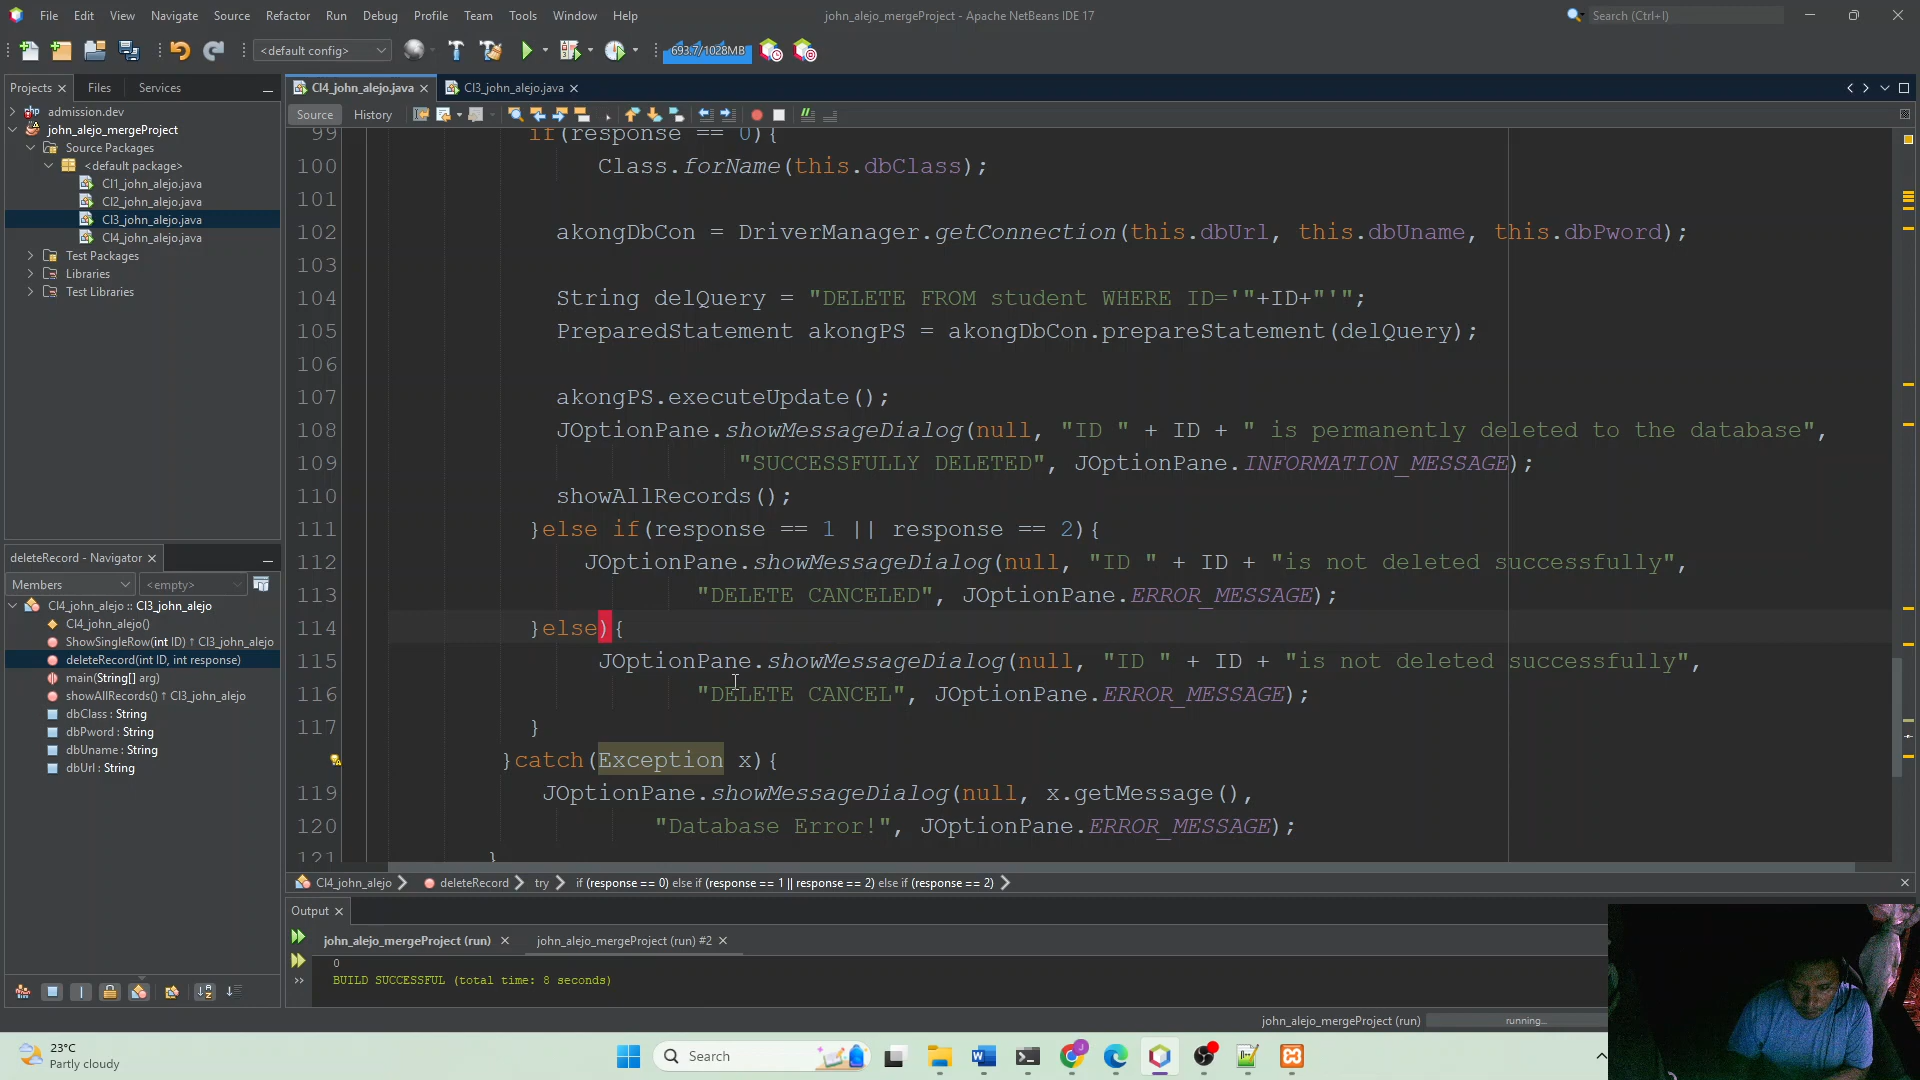 File Edit View Navigate Source Refactor Run Debug Profile Team Tools Window Help
john_alejo_mergeProject - Apache NetBeans IDE 17
Search (Ctrl+I)
<default config>
693.7/1028MB
Projects
Files
Services
CI4_john_alejo.java
CI3_john_alejo.java
Source
History
admission.dev
john_alejo_mergeProject
Source Packages
<default package>
CI1_john_alejo.java
CI2_john_alejo.java
CI3_john_alejo.java
CI4_john_alejo.java
Test Packages
Libraries
Test Libraries
99 if(response == 0){
100 Class.forName(this.dbClass);
101
102 akongDbCon = DriverManager.getConnection(this.dbUrl, this.dbUname, this.dbPword);
103
104 String delQuery = "DELETE FROM student WHERE ID='"+ID+"'";
105 PreparedStatement akongPS = akongDbCon.prepareStatement(delQuery);
106
107 akongPS.executeUpdate();
108 JOptionPane.showMessageDialog(null, "ID " + ID + " is permanently deleted to the database",
109 "SUCCESSFULLY DELETED", JOptionPane.INFORMATION_MESSAGE);
110 showAllRecords();
111 }else if(response == 1 || response == 2){
112 JOptionPane.showMessageDialog(null, "ID " + ID + "is not deleted successfully",
113 "DELETE CANCELED", JOptionPane.ERROR_MESSAGE);
114 }else){
115 JOptionPane.showMessageDialog(null, "ID " + ID + "is not deleted successfully",
116 "DELETE CANCEL", JOptionPane.ERROR_MESSAGE);
117 }
}catch(Exception x){
119 JOptionPane.showMessageDialog(null, x.getMessage(),
120 "Database Error!", JOptionPane.ERROR_MESSAGE);
121 }
deleteRecord - Navigator
Members
<empty>
CI4_john_alejo :: CI3_john_alejo
CI4_john_alejo()
ShowSingleRow(int ID) ↑ CI3_john_alejo
deleteRecord(int ID, int response)
main(String[] arg)
showAllRecords() ↑ CI3_john_alejo
dbClass : String
dbPword : String
dbUname : String
dbUrl : String
CI4_john_alejo
deleteRecord
try
if (response == 0) else if (response == 1 || response == 2) else if (response == 2)
Output
john_alejo_mergeProject (run)
john_alejo_mergeProject (run) #2
0
BUILD SUCCESSFUL (total time: 8 seconds)
john_alejo_mergeProject (run)
running...
23°C
Partly cloudy
Search